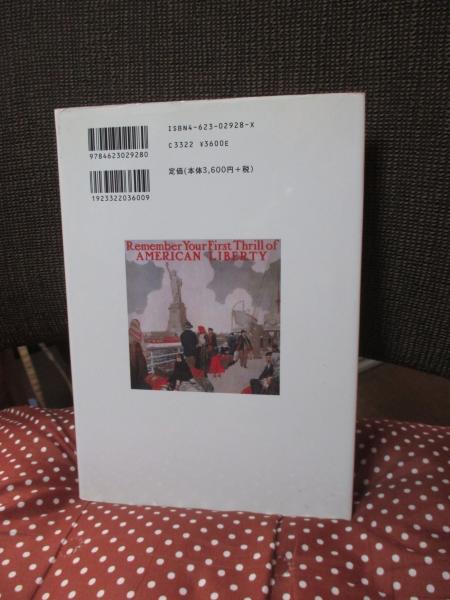 ISBN4-623-02928-X
C3322 ¥3600E
定価(本体3,600円+税)
9784623029280
1923322036009
Remember Your First Thrill of
AMERICAN LIBERTY